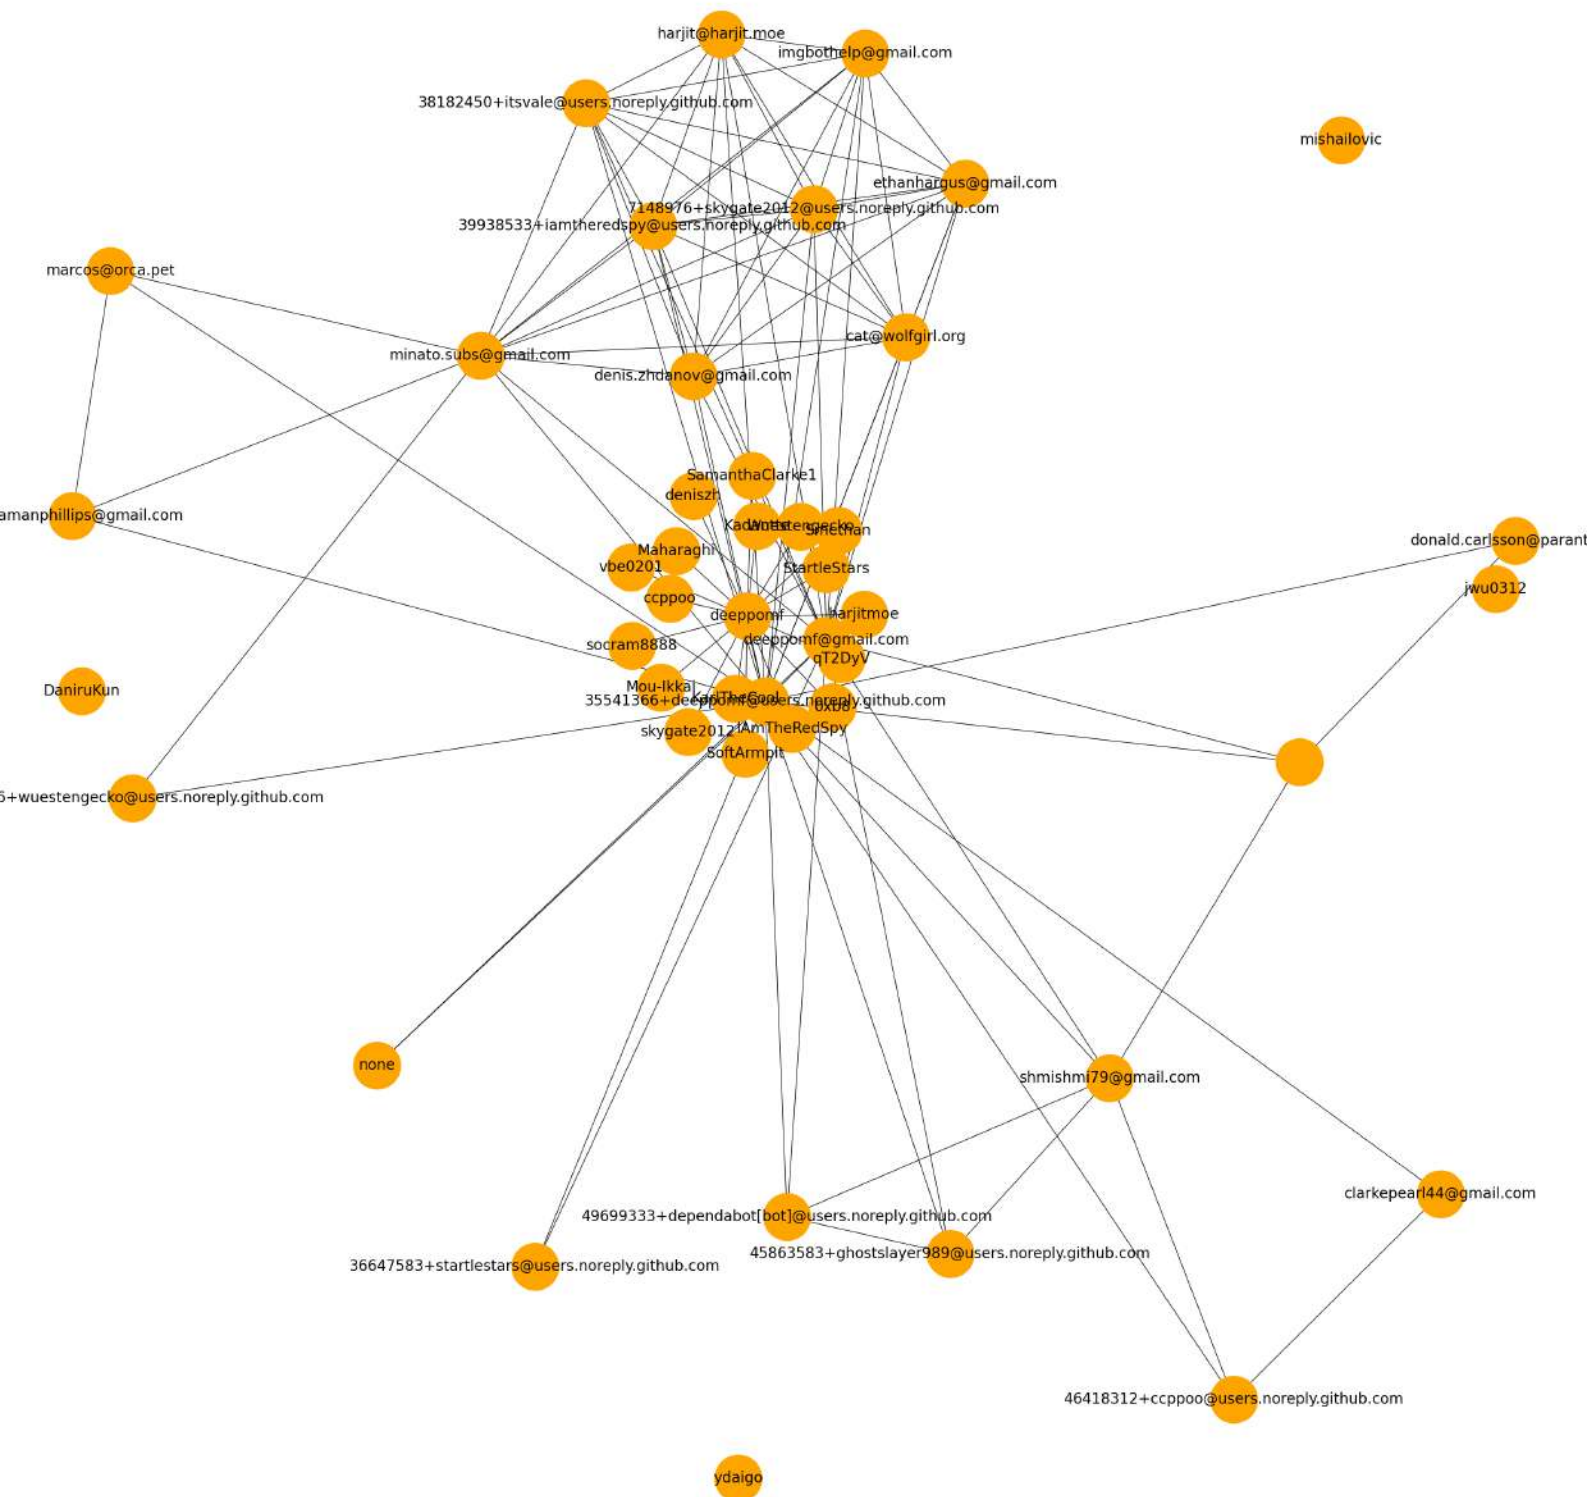 harjit@harjit.moe
imgbothelp@gmail.com
38182450+itsvale@users.noreply.github.com
mishailovic
ethanhargus@gmail.com
7148976+skygate2012@users.noreply.github.com
39938533+iamtheredspy@users.noreply.github.com
marcos@orca.pet
cat@wolfgirl.org
minato.subs@gmail.com
denis.zhdanov@gmail.com
SamanthaClarke1
deniszh
amanphillips@gmail.com
Wuestengecko
Smethan
donald.carlsson@parant
Maharaghi
vbe0201
StartleStars
jwu0312
ccppoo
harjitmoe
deeppomf
deeppomf@gmail.com
socram8888
qT2DyV
Mou-Ikkai
DaniruKun
KarlTheCool
35541366+deeppomf@users.noreply.github.com
0xb8
skygate2012
IAmTheRedSpy
SoftArmpit
6+wuestengecko@users.noreply.github.com
none
shmishmi79@gmail.com
clarkepearl44@gmail.com
49699333+dependabot[bot]@users.noreply.github.com
45863583+ghostslayer989@users.noreply.github.com
36647583+startlestars@users.noreply.github.com
46418312+ccppoo@users.noreply.github.com
ydaigo